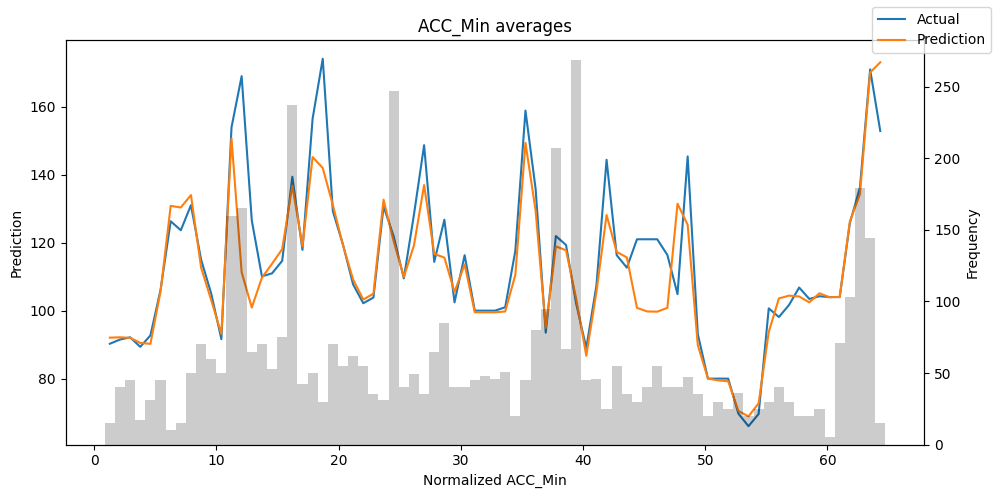 ACC_Min averages
Actual
Prediction
160
140
120
100
80
Prediction
250
200
150
100
50
0
Frequency
0 10 20 30 40 50 60
Normalized ACC_Min